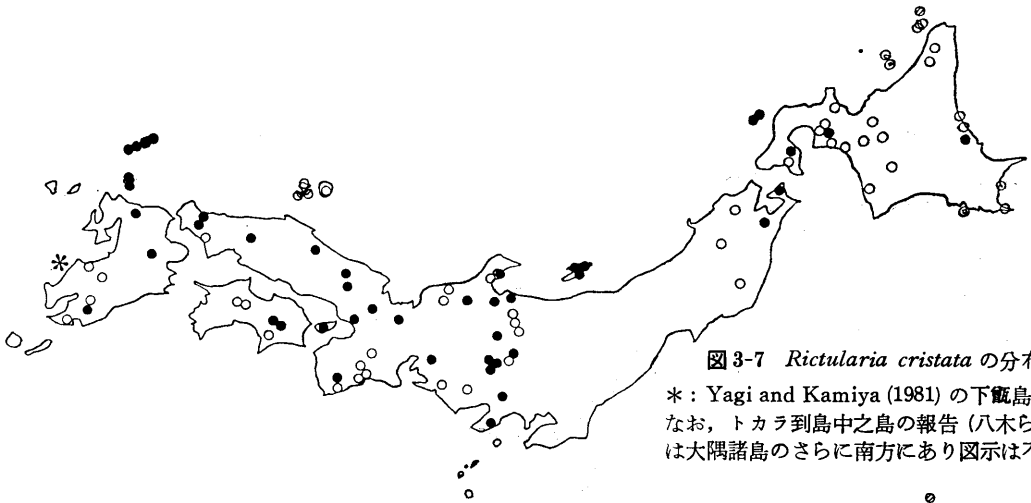 図3-7 Rictularia cristata の分布
*: Yagi and Kamiya (1981) の下甑島
なお,トカラ到島中之島の報告 (八木ら
は大隅諸島のさらに南方にあり図示は